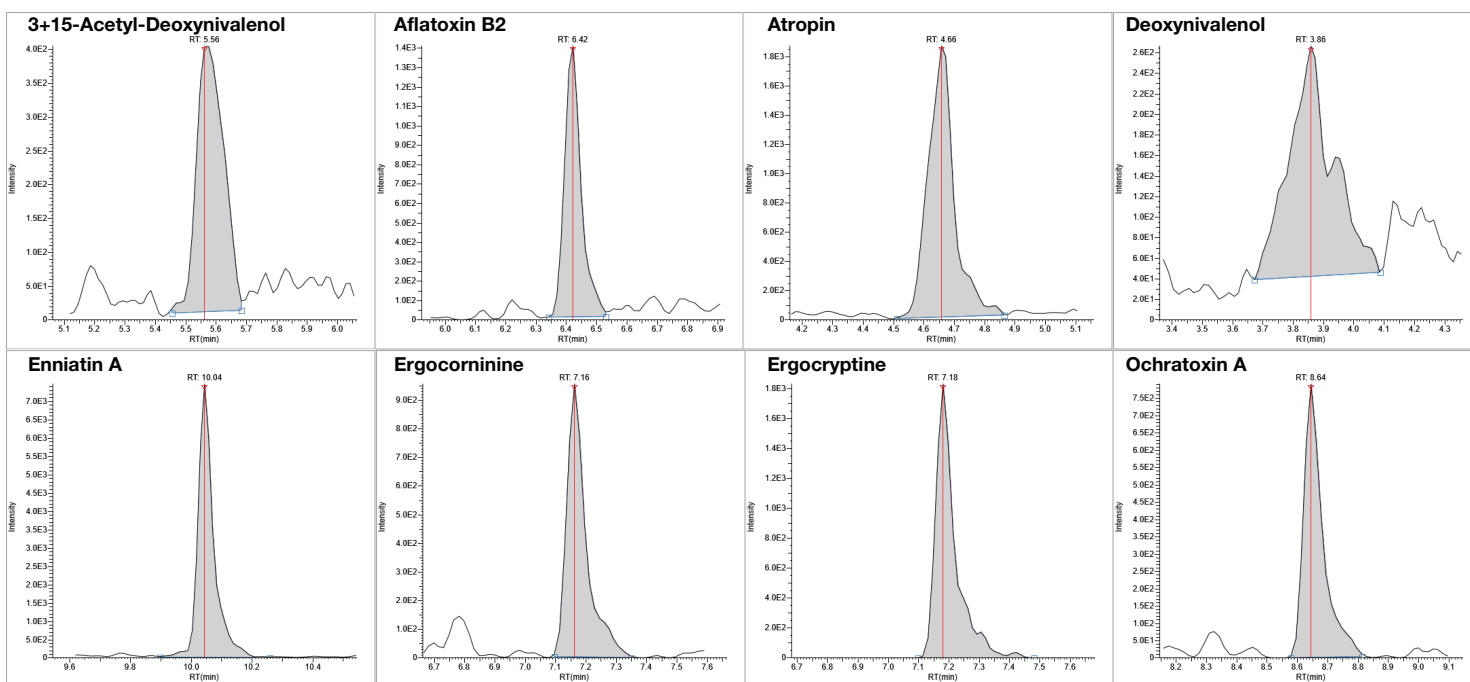 3+15-Acetyl-Deoxynivalenol
RT: 5.56
4.0E2
3.5E2
3.0E2
2.5E2
2.0E2
1.5E2
1.0E2
5.0E1
0
Intensity
5.1 5.2 5.3 5.5 5.6 5.7 5.8 5.9 6.0
RT(min)
Aflatoxin B2
RT: 6.42
1.4E3
1.3E3
1.2E3
1.1E3
1.0E3
9.0E2
8.0E2
7.0E2
6.0E2
5.0E2
4.0E2
3.0E2
2.0E2
1.0E2
0
Intensity
6.0 6.1 6.2 6.3 6.4 6.5 6.6 6.7 6.8 6.9
RT(min)
Atropin
RT: 4.66
1.8E3
1.6E3
1.4E3
1.2E3
1.0E3
8.0E2
6.0E2
4.0E2
2.0E2
0
Intensity
4.2 4.3 4.5 4.6 4.7 4.8 4.9 5.0 5.1
RT(min)
Deoxynivalenol
RT: 3.86
2.6E2
2.4E2
2.2E2
2.0E2
1.8E2
1.6E2
1.4E2
1.2E2
1.0E2
8.0E1
6.0E1
4.0E1
2.0E1
0
Intensity
3.4 3.5 3.6 3.7 3.8 3.9 4.0 4.1 4.2 4.3
RT(min)
Enniatin A
RT: 10.04
7.0E3
6.5E3
6.0E3
5.5E3
5.0E3
4.5E3
4.0E3
3.5E3
3.0E3
2.5E3
2.0E3
1.5E3
1.0E3
5.0E2
0
Intensity
9.6 9.8 10.0 10.2 10.4
RT(min)
Ergocorninine
RT: 7.16
9.0E2
8.0E2
7.0E2
6.0E2
5.0E2
4.0E2
3.0E2
2.0E2
1.0E2
0
Intensity
6.6 6.8 6.9 7.0 7.1 7.2 7.3 7.4 7.5 7.6
RT(min)
Ergocryptine
RT: 7.18
1.8E3
1.6E3
1.4E3
1.2E3
1.0E3
8.0E2
6.0E2
4.0E2
2.0E2
0
Intensity
6.7 6.8 7.0 7.1 7.2 7.3 7.5 7.6
RT(min)
Ochratoxin A
RT: 8.64
7.5E2
7.0E2
6.5E2
6.0E2
5.5E2
5.0E2
4.5E2
4.0E2
3.5E2
3.0E2
2.5E2
2.0E2
1.5E2
1.0E2
5.0E1
0
Intensity
8.2 8.3 8.4 8.5 8.6 8.7 8.8 8.9 9.0 9.1
RT(min)